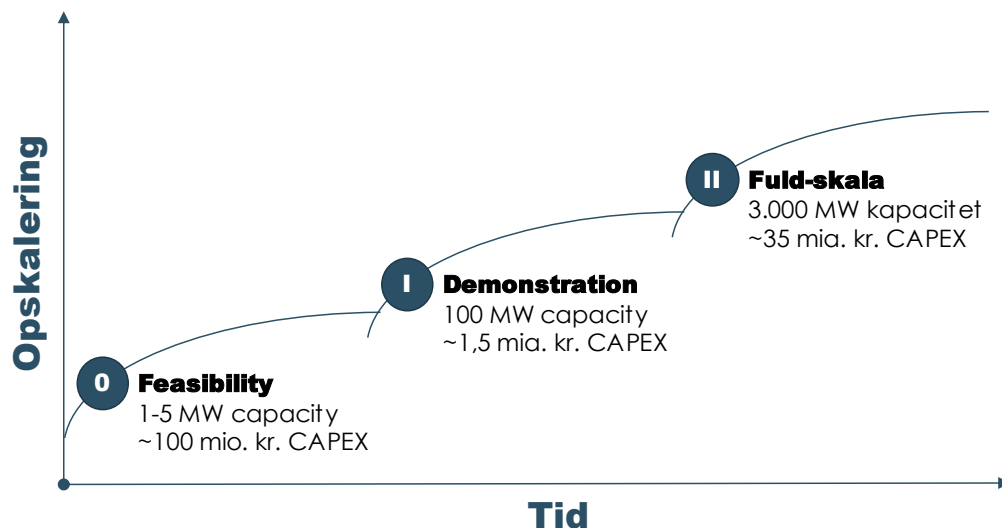 Opskalering
II
Fuld-skala
3.000 MW kapacitet
~35 mia. kr. CAPEX
I
Demonstration
100 MW capacity
~1,5 mia. kr. CAPEX
0
Feasibility
1-5 MW capacity
~100 mio. kr. CAPEX
Tid